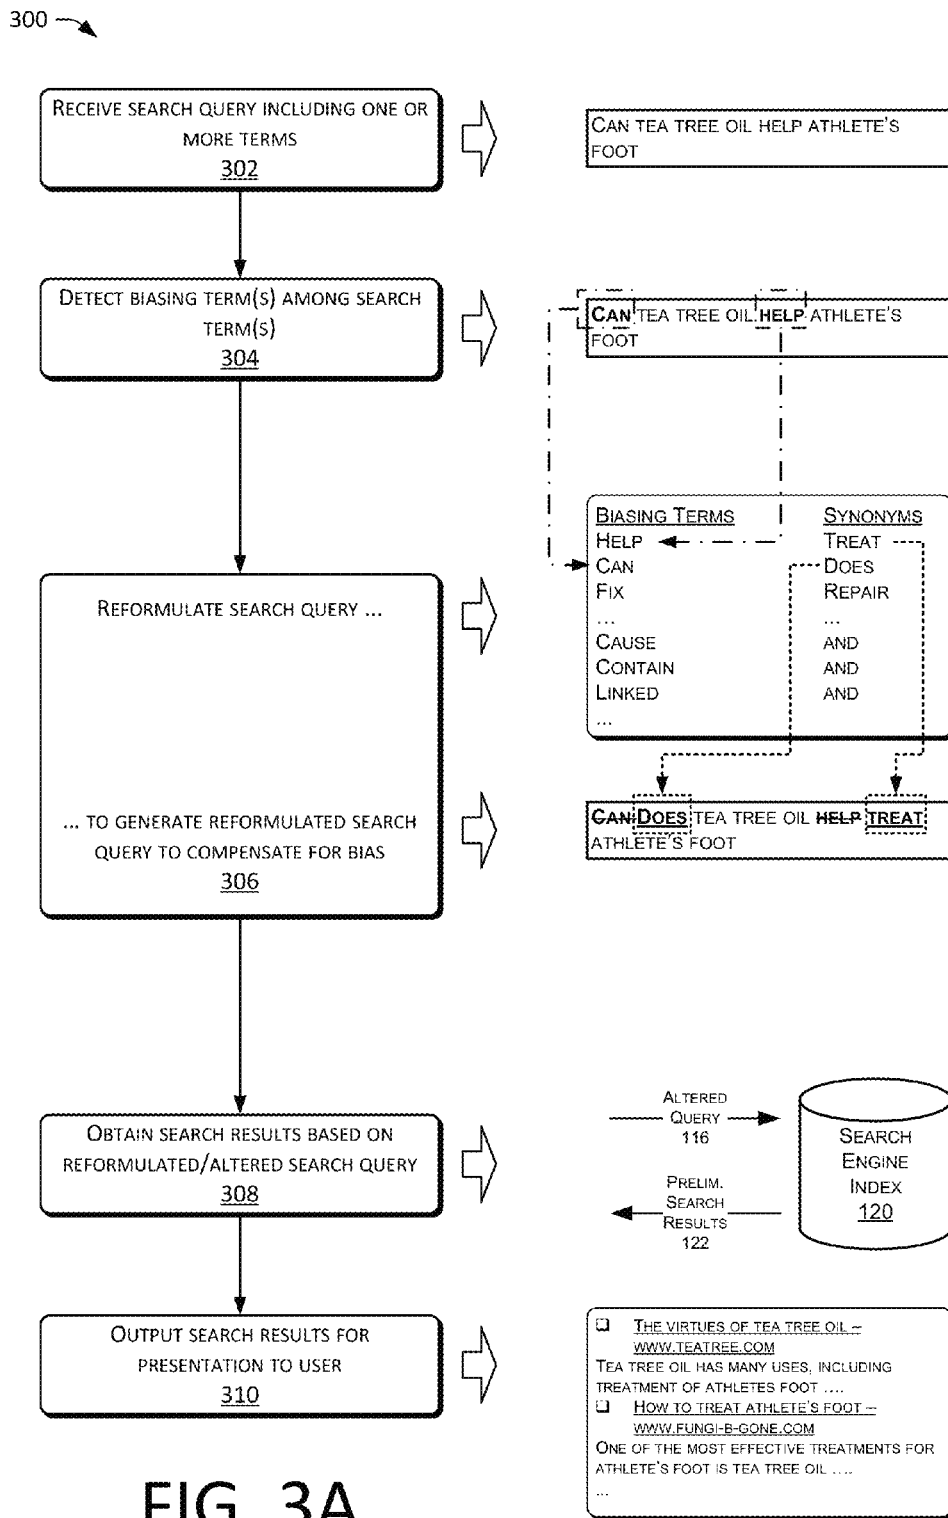 300
RECEIVE SEARCH QUERY INCLUDING ONE OR
MORE TERMS
302
CAN TEA TREE OIL HELP ATHLETE'S
FOOT
DETECT BIASING TERM(S) AMONG SEARCH
TERM(S)
304
CAN TEA TREE OIL HELP ATHLETE'S
FOOT
BIASING TERMS SYNONYMS
HELP TREAT
CAN DOES
FIX REPAIR
... ...
CAUSE AND
CONTAIN AND
LINKED AND
...
REFORMULATE SEARCH QUERY ...
... TO GENERATE REFORMULATED SEARCH
QUERY TO COMPENSATE FOR BIAS
306
CAN DOES TEA TREE OIL HELP TREAT
ATHLETE'S FOOT
OBTAIN SEARCH RESULTS BASED ON
REFORMULATED/ALTERED SEARCH QUERY
308
ALTERED
QUERY
116
PRELIM.
SEARCH
RESULTS
122
SEARCH
ENGINE
INDEX
120
OUTPUT SEARCH RESULTS FOR
PRESENTATION TO USER
310
THE VIRTUES OF TEA TREE OIL –
WWW.TEATREE.COM
TEA TREE OIL HAS MANY USES, INCLUDING
TREATMENT OF ATHLETES FOOT ....
HOW TO TREAT ATHLETE'S FOOT –
WWW.FUNGI-B-GONE.COM
ONE OF THE MOST EFFECTIVE TREATMENTS FOR
ATHLETE'S FOOT IS TEA TREE OIL ....
...
FIG. 3A